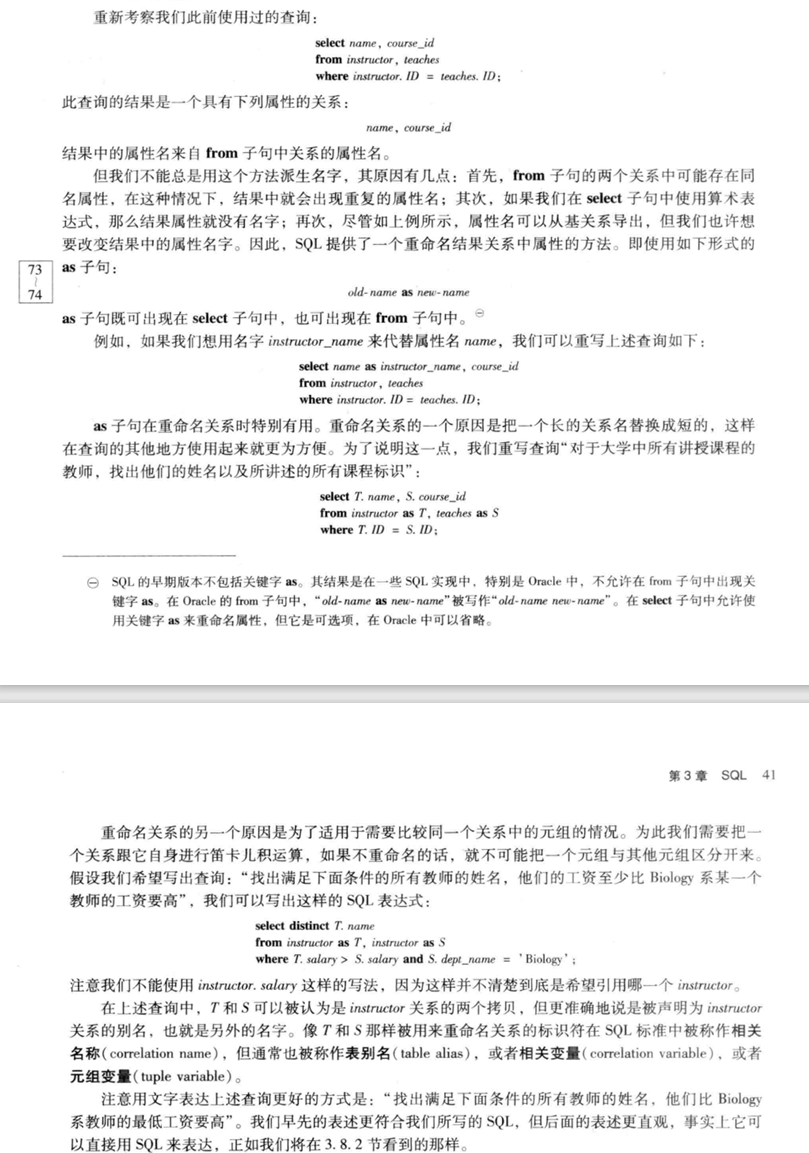 重新考察我们此前使用过的查询：
select name, course_id
from instructor, teaches
where instructor. ID = teaches. ID;
此查询的结果是一个具有下列属性的关系：
name, course_id
结果中的属性名来自 from 子句中关系的属性名。
但我们不能总是用这个方法派生名字，其原因有几点：首先，from 子句的两个关系中可能存在同
名属性，在这种情况下，结果中就会出现重复的属性名；其次，如果我们在 select 子句中使用算术表
达式，那么结果属性就没有名字；再次，尽管如上例所示，属性名可以从基关系导出，但我们也许想
要改变结果中的属性名字。因此，SQL 提供了一个重命名结果关系中属性的方法。即使用如下形式的
73
~
74
as 子句：
old-name as new-name
as 子句既可出现在 select 子句中，也可出现在 from 子句中。㊀
例如，如果我们想用名字 instructor_name 来代替属性名 name，我们可以重写上述查询如下：
select name as instructor_name, course_id
from instructor, teaches
where instructor. ID = teaches. ID;
as 子句在重命名关系时特别有用。重命名关系的一个原因是把一个长的关系名替换成短的，这样
在查询的其他地方使用起来就更为方便。为了说明这一点，我们重写查询“对于大学中所有讲授课程的
教师，找出他们的姓名以及所讲述的所有课程标识”：
select T. name, S. course_id
from instructor as T, teaches as S
where T. ID = S. ID;
㊀ SQL 的早期版本不包括关键字 as。其结果是在一些 SQL 实现中，特别是 Oracle 中，不允许在 from 子句中出现关
键字 as。在 Oracle 的 from 子句中，“old-name as new-name”被写作“old-name new-name”。在 select 子句中允许使
用关键字 as 来重命名属性，但它是可选项，在 Oracle 中可以省略。
第 3 章 SQL 41
重命名关系的另一个原因是为了适用于需要比较同一个关系中的元组的情况。为此我们需要把一
个关系跟它自身进行笛卡儿积运算，如果不重命名的话，就不可能把一个元组与其他元组区分开来。
假设我们希望写出查询：“找出满足下面条件的所有教师的姓名，他们的工资至少比 Biology 系某一个
教师的工资要高”，我们可以写出这样的 SQL 表达式：
select distinct T. name
from instructor as T, instructor as S
where T. salary > S. salary and S. dept_name = 'Biology';
注意我们不能使用 instructor. salary 这样的写法，因为这样并不清楚到底是希望引用哪一个 instructor。
在上述查询中，T 和 S 可以被认为是 instructor 关系的两个拷贝，但更准确地说是被声明为 instructor
关系的别名，也就是另外的名字。像 T 和 S 那样被用来重命名关系的标识符在 SQL 标准中被称作相关
名称(correlation name)，但通常也被称作表别名(table alias)，或者相关变量(correlation variable)，或者
元组变量(tuple variable)。
注意用文字表达上述查询更好的方式是：“找出满足下面条件的所有教师的姓名，他们比 Biology
系教师的最低工资要高”。我们早先的表述更符合我们所写的 SQL，但后面的表述更直观，事实上它可
以直接用 SQL 来表达，正如我们将在 3. 8. 2 节看到的那样。